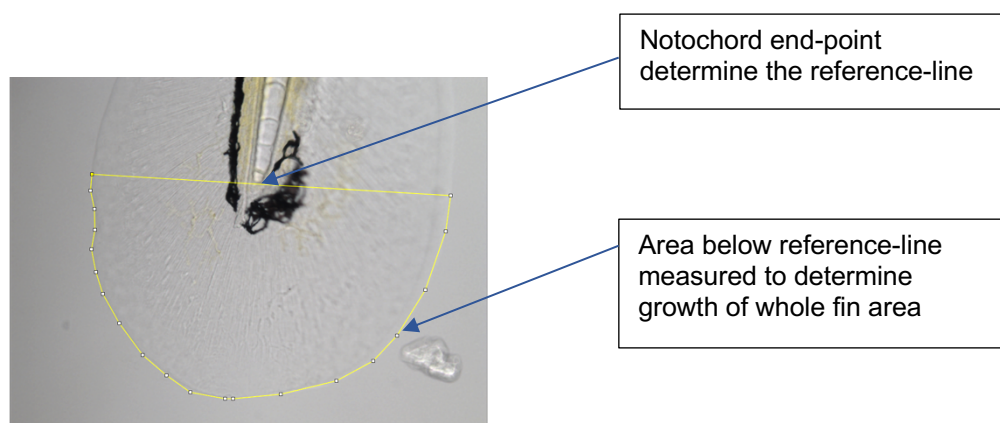 Notochord end-point
determine the reference-line
Area below reference-line
measured to determine
growth of whole fin area